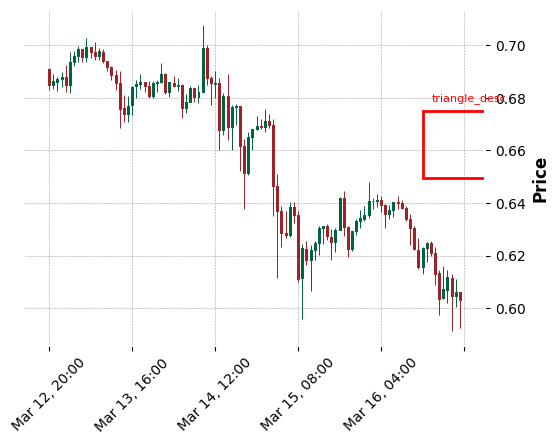 0.70
triangle_desc
0.68
0.66
Price
0.64
0.62
0.60
Mar 12, 20:00
Mar 13, 16:00
Mar 14, 12:00
Mar 15, 08:00
Mar 16, 04:00